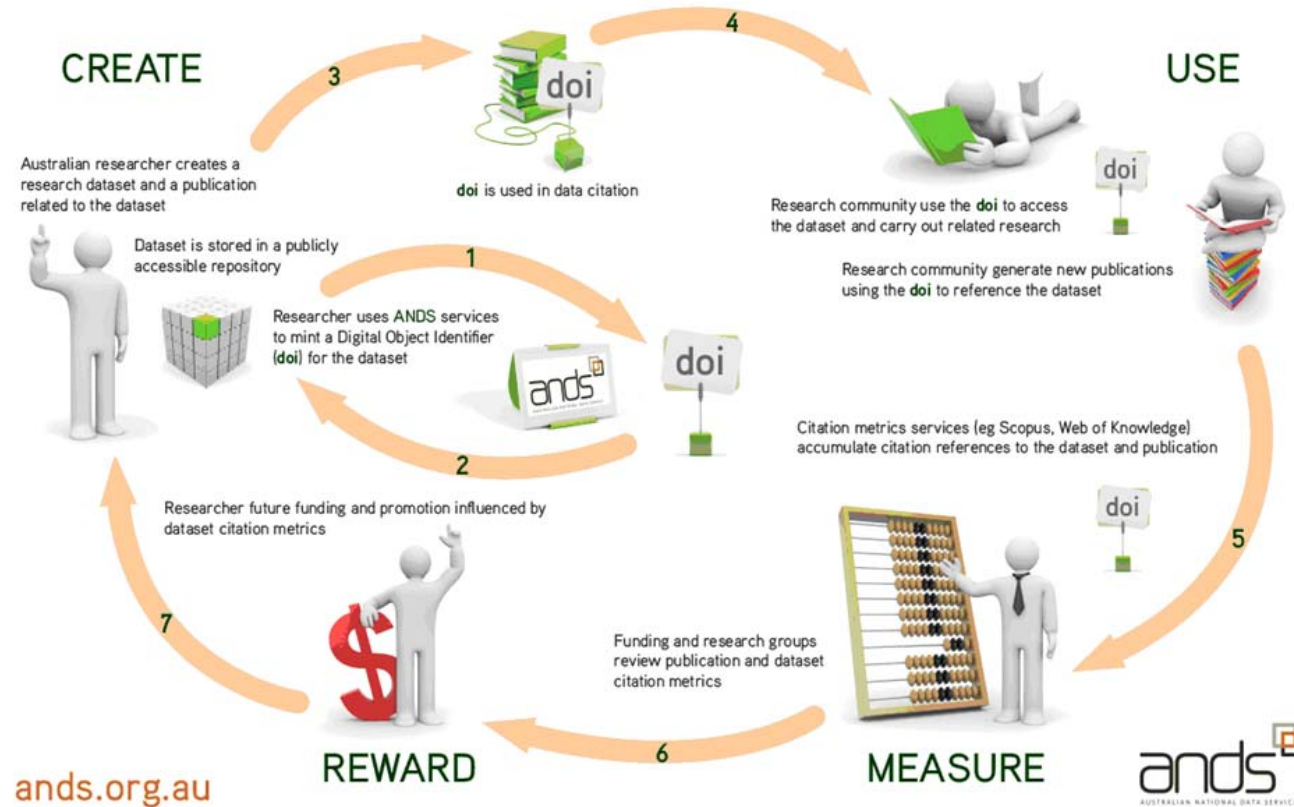 CREATE
3
doi
doi is used in data citation
4
USE
Australian researcher creates a
research dataset and a publication
related to the dataset
Dataset is stored in a publicly
accessible repository
Researcher uses ANDS services
to mint a Digital Object Identifier
(doi) for the dataset
1
ands
doi
2
Research community use the doi to access
the dataset and carry out related research
doi
Research community generate new publications
using the doi to reference the dataset
Citation metrics services (eg Scopus, Web of Knowledge)
accumulate citation references to the dataset and publication
doi
5
MEASURE
Funding and research groups
review publication and dataset
citation metrics
6
REWARD
Researcher future funding and promotion influenced by
dataset citation metrics
7
ands.org.au
ands
AUSTRALIAN NATIONAL DATA SERVICE